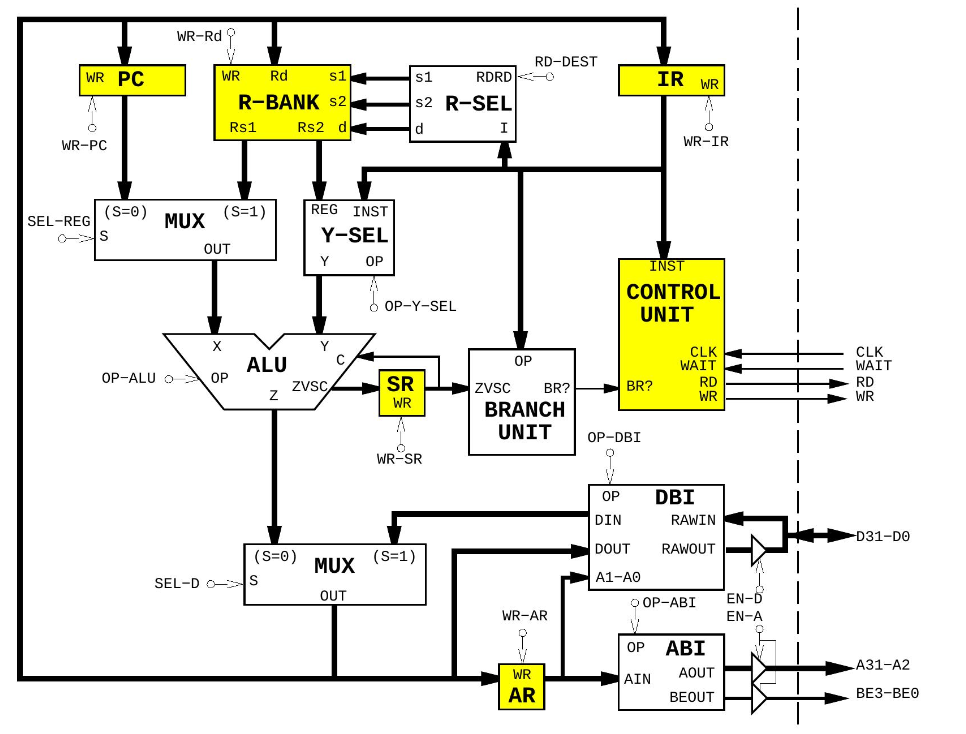 WR−Rd
WR PC
WR Rd s1
R−BANK s2
Rs1 Rs2 d
s1 RDRD
s2 R−SEL
d I
RD−DEST
IR WR
WR−PC
WR−IR
SEL−REG
(S=0) MUX (S=1)
S
OUT
REG INST
Y−SEL
Y OP
OP−Y−SEL
INST
CONTROL
UNIT
CLK
WAIT
RD
BR? WR
CLK
WAIT
RD
WR
X Y
ALU C
OP−ALU OP
ZVSC
Z
SR
WR
WR−SR
OP
ZVSC BR?
BRANCH
UNIT
OP−DBI
OP DBI
DIN RAWIN
DOUT RAWOUT
A1−A0
D31−D0
(S=0) MUX (S=1)
SEL−D S
OUT
EN−D
EN−A
WR−AR
OP−ABI
WR
AR
OP ABI
AOUT
AIN
BEOUT
A31−A2
BE3−BE0